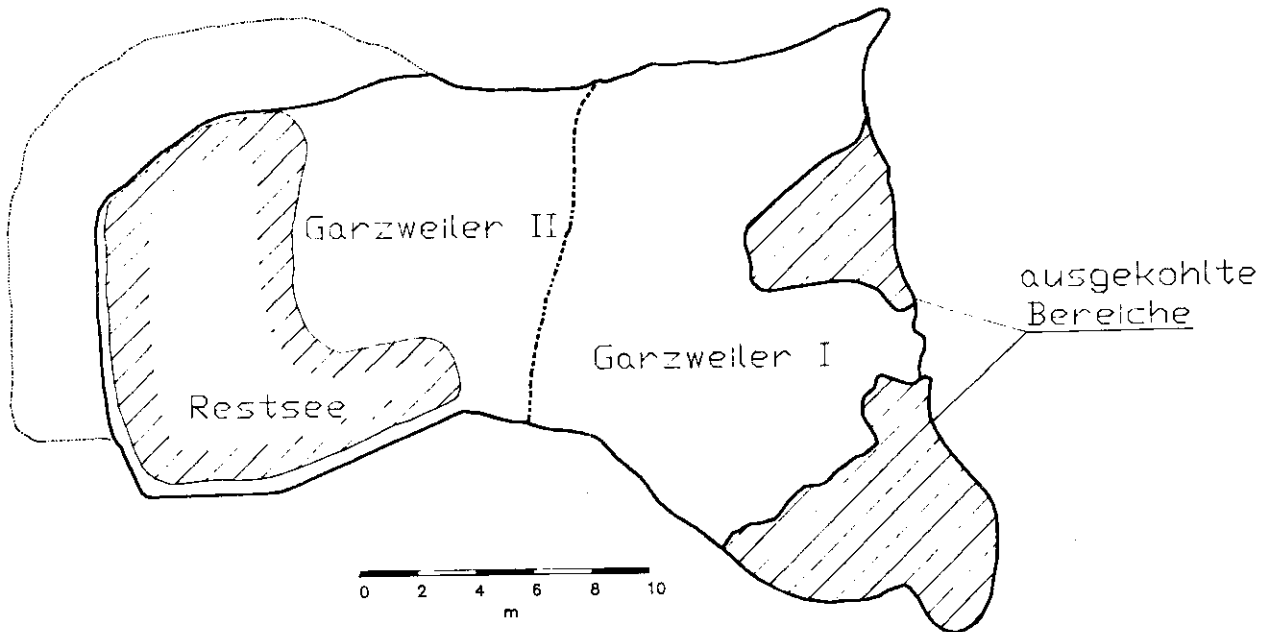 Garzweiler II
ausgekohlte
Bereiche
Garzweiler I
Restsee
0 2 4 6 8 10
m